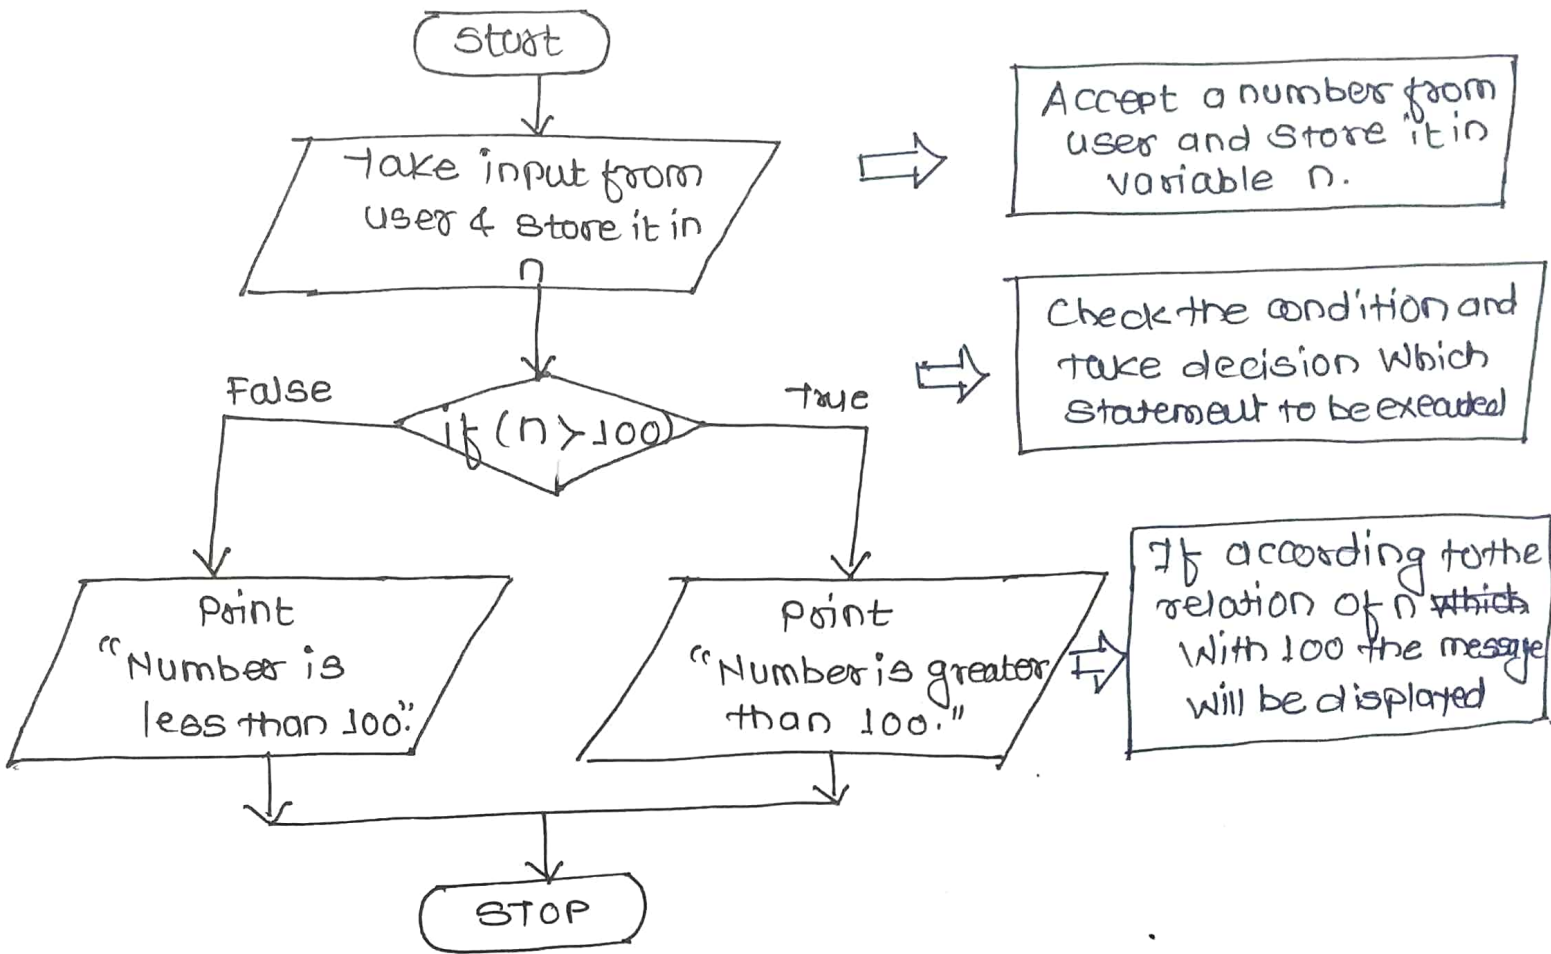 Start
Take input from
user & store it in
n
Accept a number from
user and store it in
variable n.
if (n > 100)
False
True
Check the condition and
take decision which
statement to be executed
Print
"Number is
less than 100."
Print
"Number is greater
than 100."
If according to the
relation of n which
with 100 the message
will be displayed
STOP